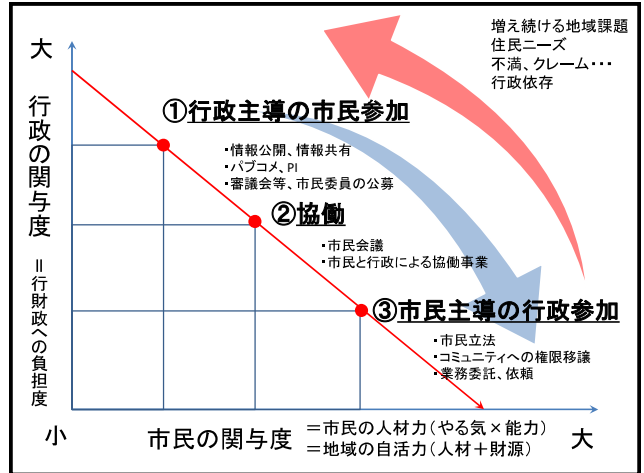 増え続ける地域課題
住民ニーズ
不満、クレーム・・・
行政依存
大
行政の関与度
＝行財政への負担度
①行政主導の市民参加
・情報公開、情報共有
・パブコメ、PI
・審議会等、市民委員の公募
②協働
・市民会議
・市民と行政による協働事業
③市民主導の行政参加
・市民立法
・コミュニティへの権限移譲
・業務委託、依頼
小
市民の関与度
＝市民の人材力（やる気×能力）
＝地域の自活力（人材＋財源）
大